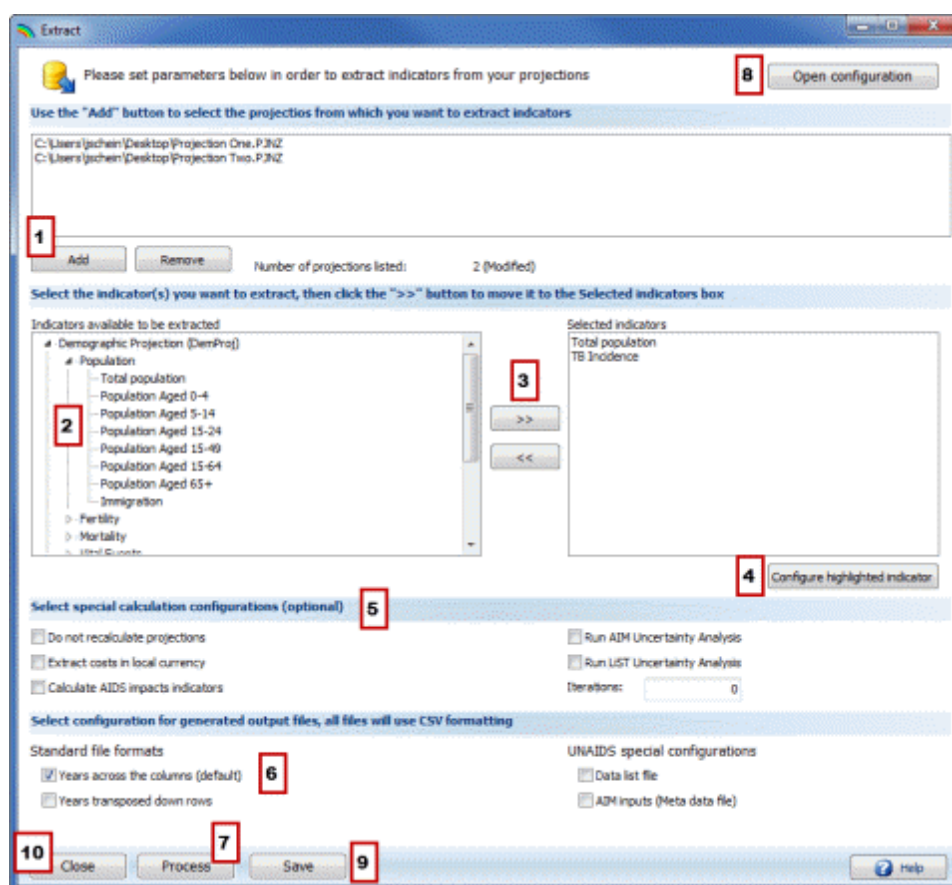 Extract
Please set parameters below in order to extract indicators from your projections
8
Open configuration
Use the "Add" button to select the projectios from which you want to extract indcators
C:\Users\jschein\Desktop\Projection One.PJNZ
C:\Users\jschein\Desktop\Projection Two.PJNZ
1
Add
Remove
Number of projections listed:
2 (Modified)
Select the indicator(s) you want to extract, then click the ">>" button to move it to the Selected indicators box
Indicators available to be extracted
Selected indicators
Demographic Projection (DemProj)
Population
Total population
Population Aged 0-4
Population Aged 5-14
Population Aged 15-24
Population Aged 15-49
Population Aged 15-64
Population Aged 65+
Immigration
Fertility
Mortality
Vital Events
2
3
>>
<<
Total population
TB Incidence
4
Configure highlighted indicator
Select special calculation configurations (optional)
5
Do not recalculate projections
Extract costs in local currency
Calculate AIDS impacts indicators
Run AIM Uncertainty Analysis
Run LiST Uncertainty Analysis
Iterations:
0
Select configuration for generated output files, all files will use CSV formatting
Standard file formats
Years across the columns (default)
6
Years transposed down rows
UNAIDS special configurations
Data list file
AIM inputs (Meta data file)
10
Close
7
Process
Save
9
Help